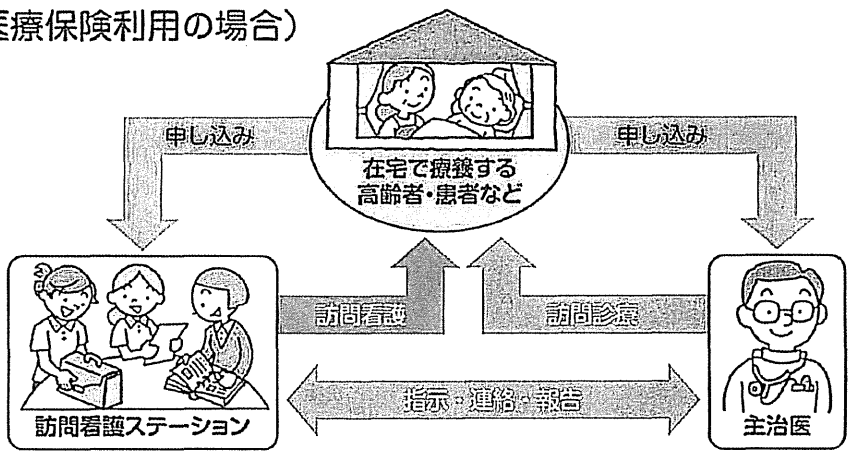 医療保険利用の場合）
申し込み
申し込み
在宅で療養する
高齢者・患者など
訪問看護
訪問診療
指示・連絡・報告
訪問看護ステーション
主治医